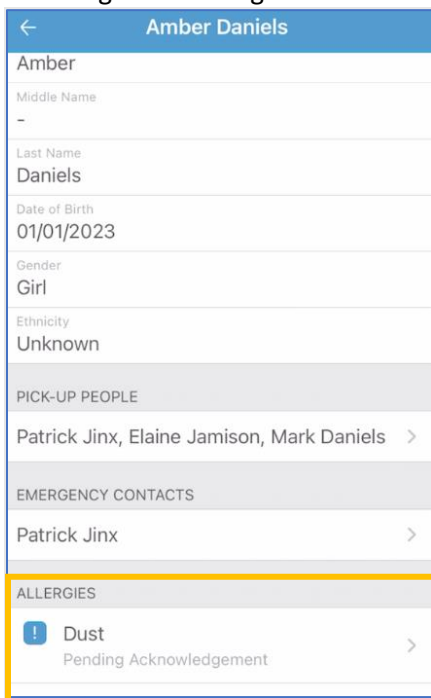 ← Amber Daniels
Amber
Middle Name
-
Last Name
Daniels
Date of Birth
01/01/2023
Gender
Girl
Ethnicity
Unknown
PICK-UP PEOPLE
Patrick Jinx, Elaine Jamison, Mark Daniels >
EMERGENCY CONTACTS
Patrick Jinx >
ALLERGIES
! Dust >
Pending Acknowledgement